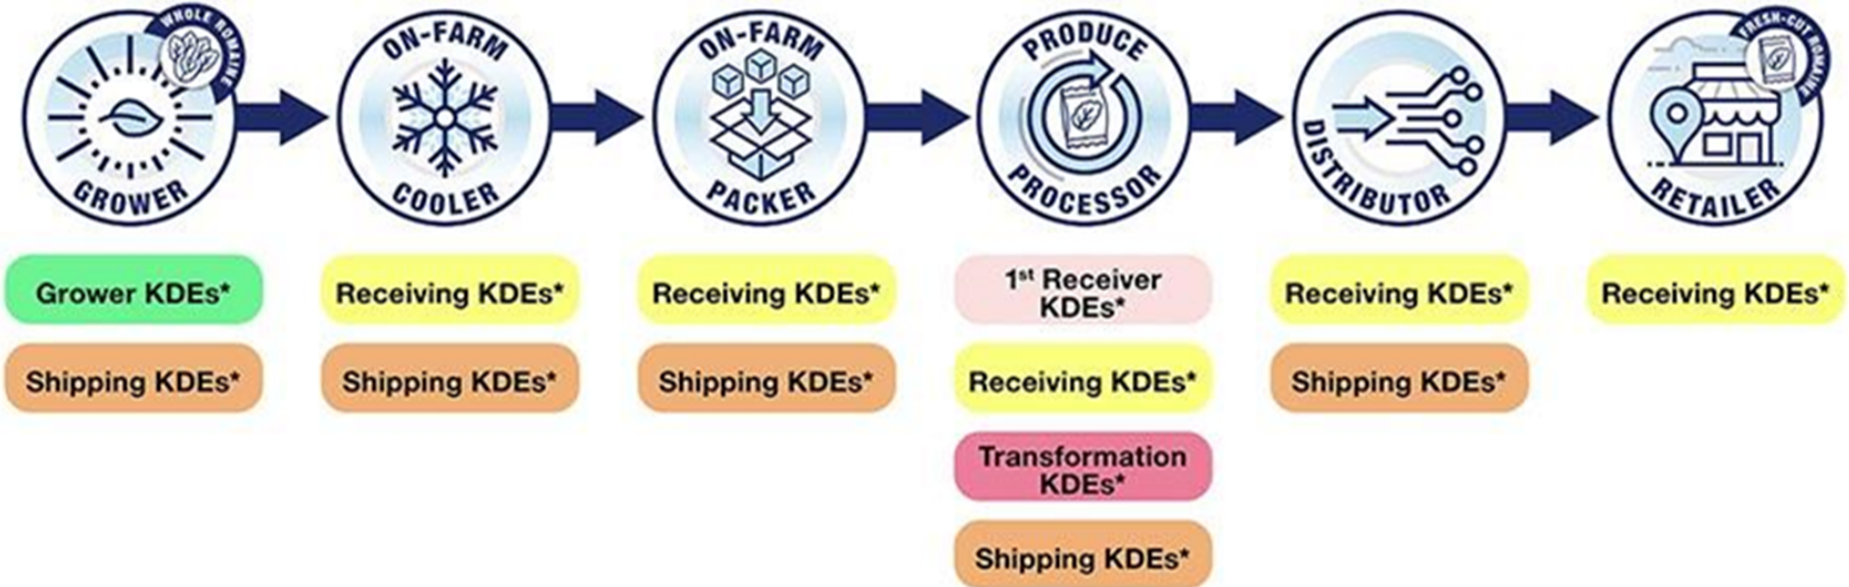 WHOLE ROMAINE
GROWER
ON-FARM
COOLER
ON-FARM
PACKER
PRODUCE
PROCESSOR
DISTRIBUTOR
FRESH-CUT ROMAINE
RETAILER
Grower KDEs*
Receiving KDEs*
Receiving KDEs*
1st Receiver
KDEs*
Receiving KDEs*
Receiving KDEs*
Shipping KDEs*
Shipping KDEs*
Shipping KDEs*
Receiving KDEs*
Shipping KDEs*
Transformation
KDEs*
Shipping KDEs*